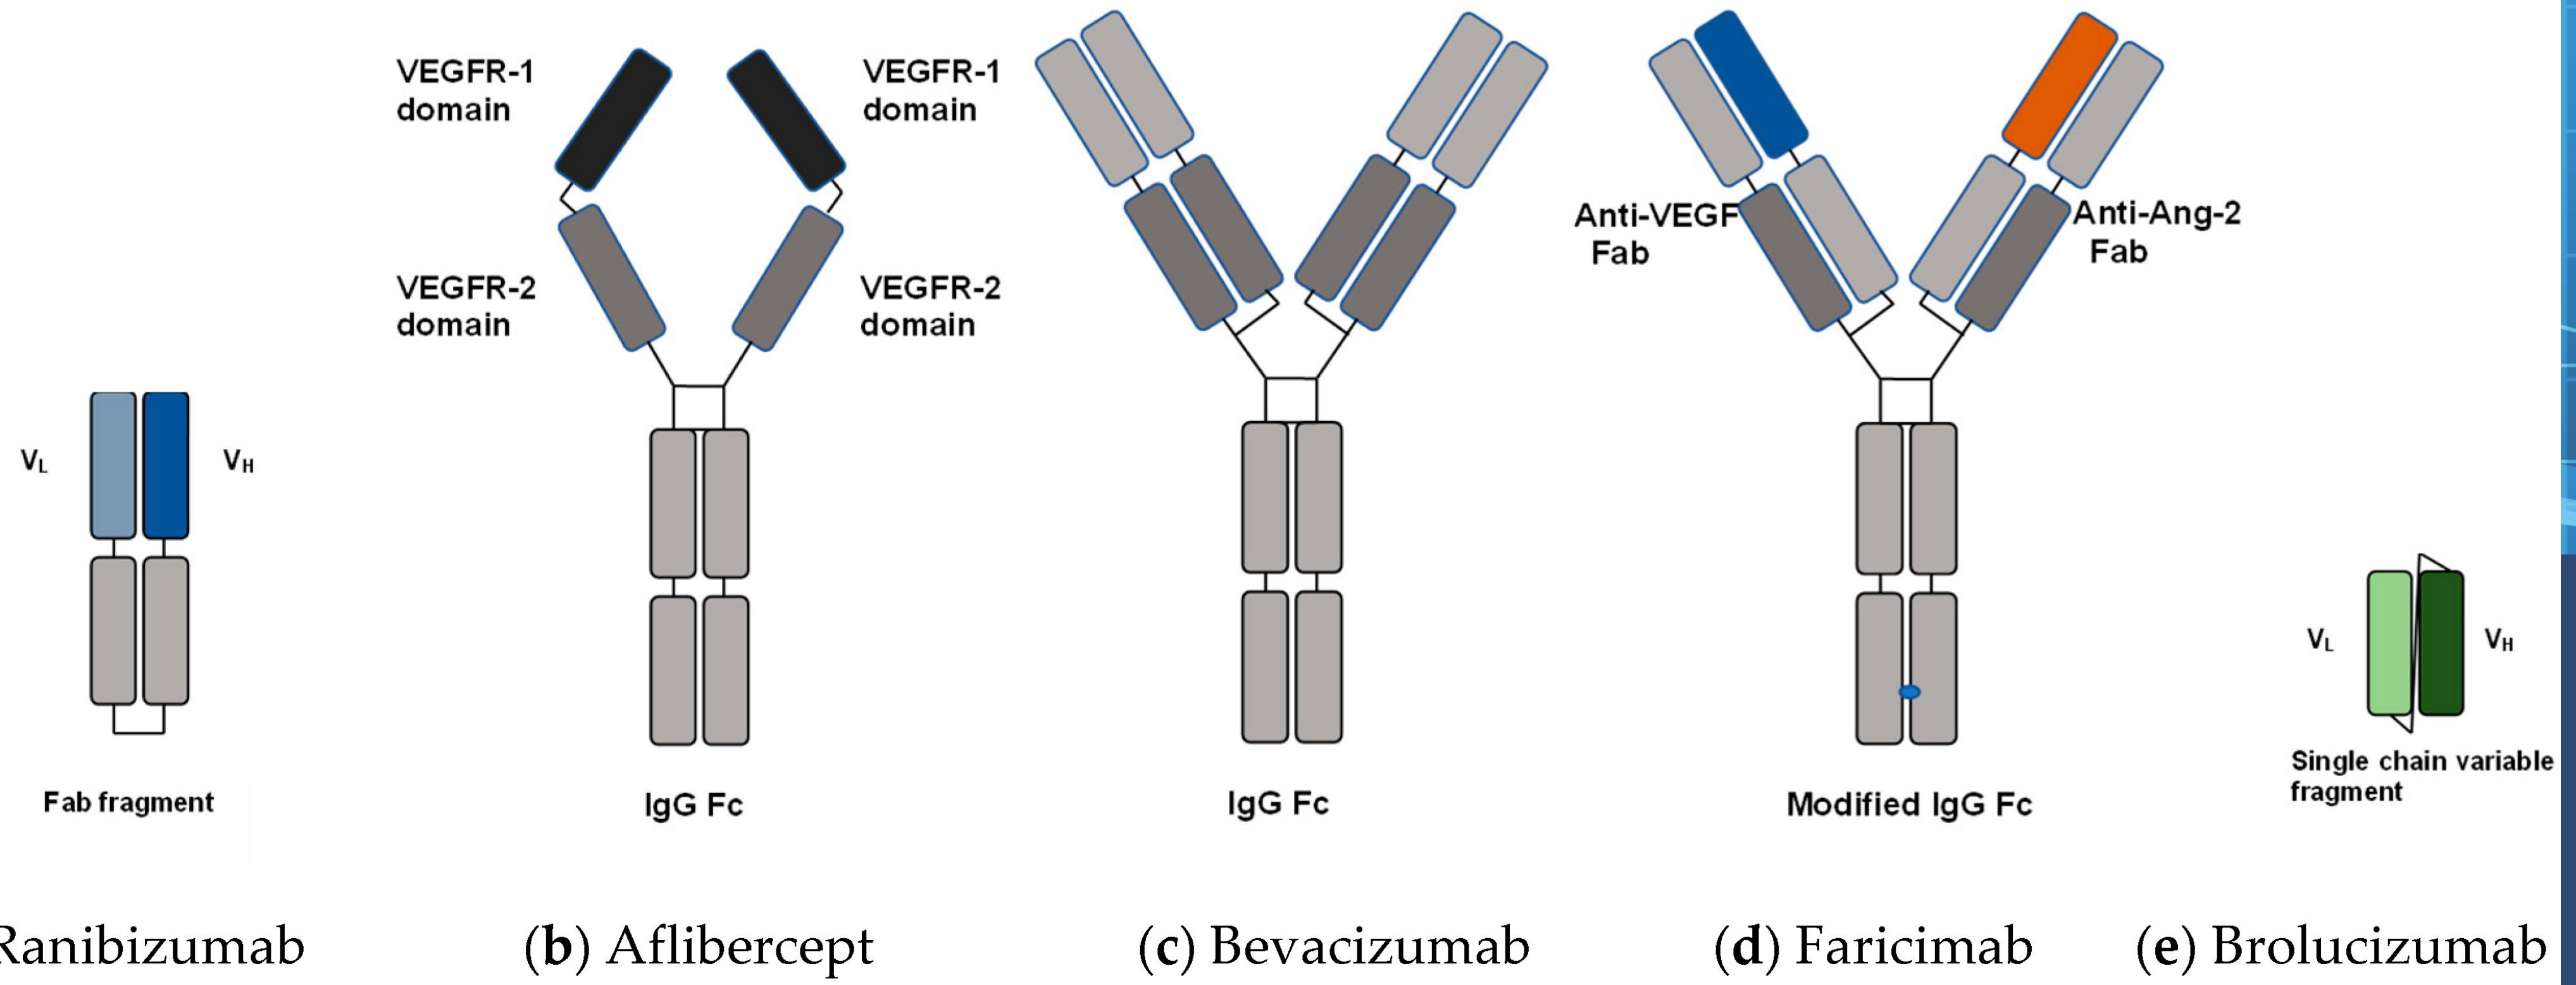 VEGFR-1
domain
VEGFR-1
domain
VEGFR-2
domain
VEGFR-2
domain
Anti-VEGF
Fab
Anti-Ang-2
Fab
VL
VH
VL
VH
Fab fragment
IgG Fc
IgG Fc
Modified IgG Fc
Single chain variable
fragment
Ranibizumab
(b) Aflibercept
(c) Bevacizumab
(d) Faricimab
(e) Brolucizumab